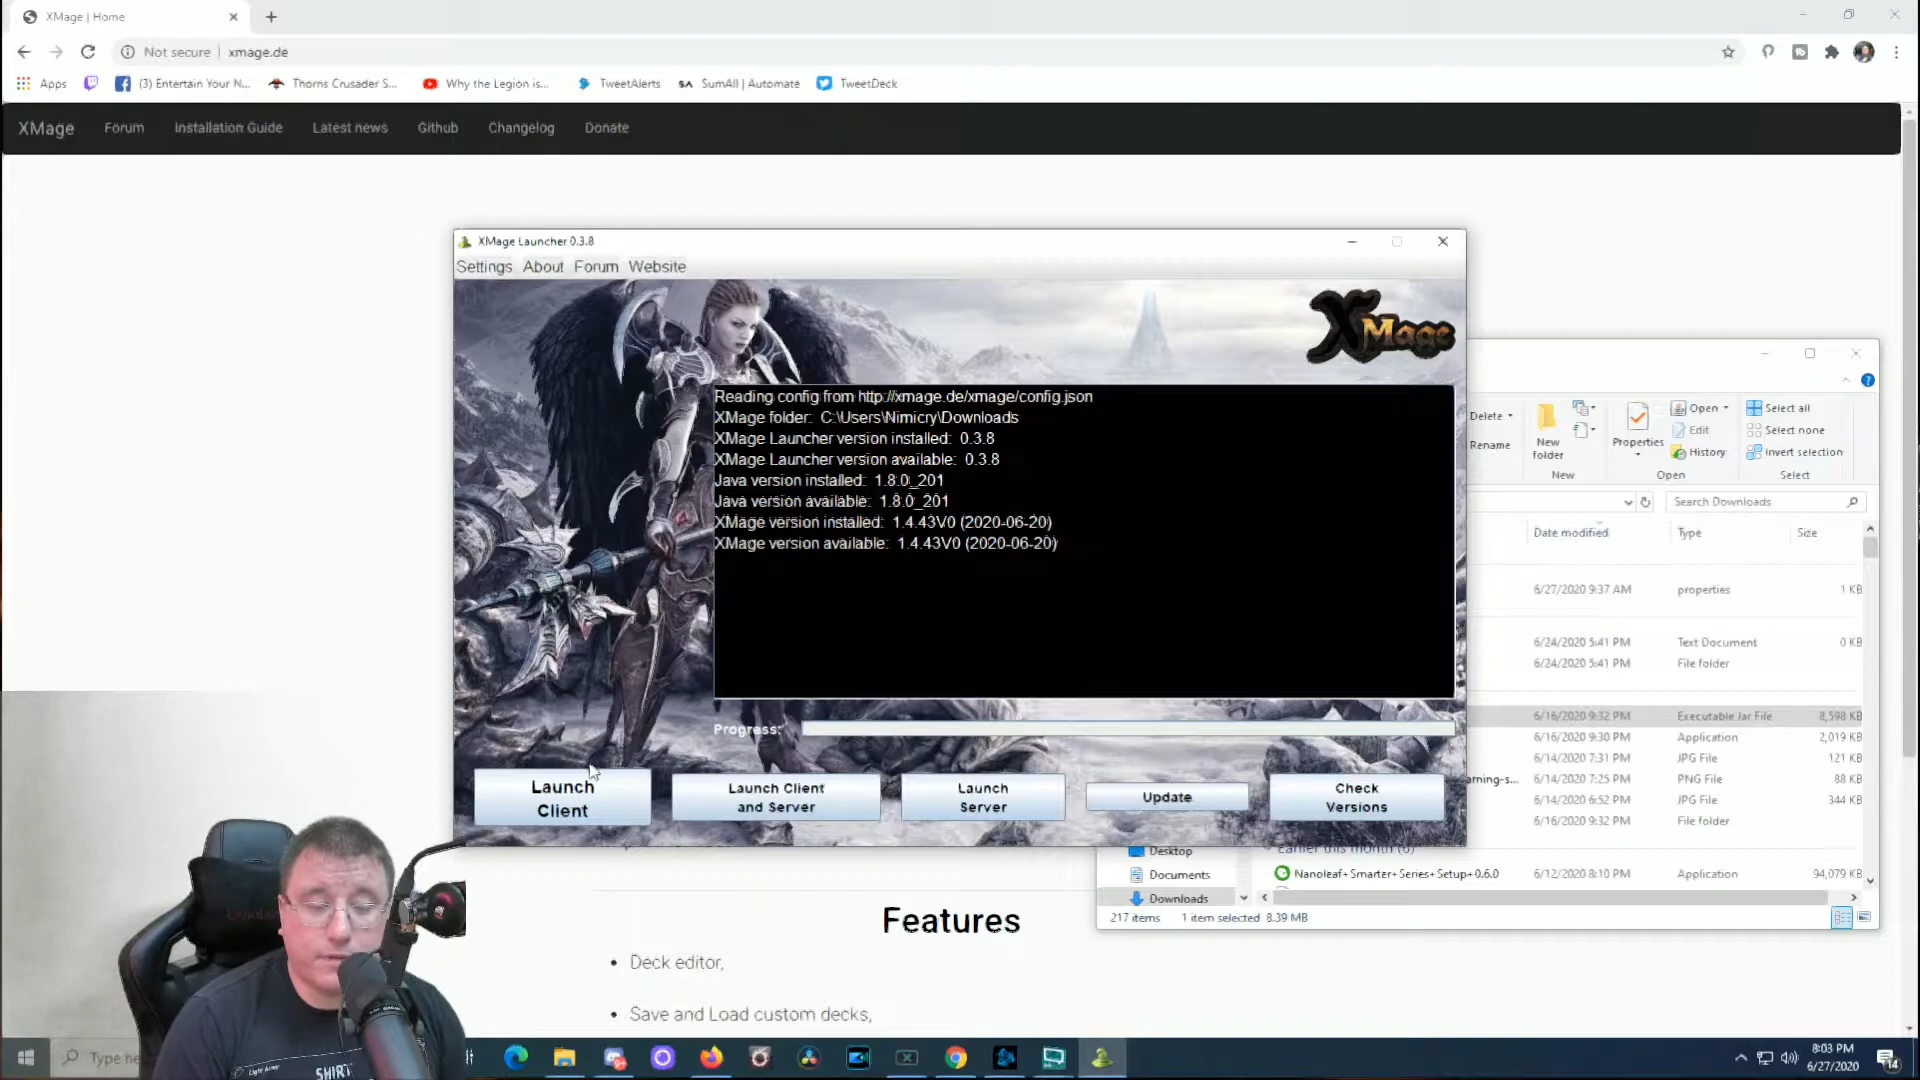 XMage | Home
Not secure | xmage.de
Apps
(3) Entertain Your N...
Thorns Crusader S...
Why the Legion is...
TweetAlerts
SumAll | Automate
TweetDeck
XMage
Forum
Installation Guide
Latest news
Github
Changelog
Donate
XMage Launcher 0.3.8
Settings About Forum Website
XMage
Reading config from http://xmage.de/xmage/config.json
XMage folder: C:\Users\Nimicry\Downloads
XMage Launcher version installed: 0.3.8
XMage Launcher version available: 0.3.8
Java version installed: 1.8.0_201
Java version available: 1.8.0_201
XMage version installed: 1.4.43V0 (2020-06-20)
XMage version available: 1.4.43V0 (2020-06-20)
Progress:
Launch
Client
Launch Client
and Server
Launch
Server
Update
Check
Versions
Delete
Rename
New
folder
Properties
Open
Edit
History
Select all
Select none
Invert selection
New
Open
Select
Search Downloads
Date modified
Type
Size
6/27/2020 9:37 AM properties 1 KB
6/24/2020 5:41 PM Text Document 0 KB
6/24/2020 5:41 PM File folder
6/16/2020 9:32 PM Executable Jar File 8,598 KB
6/16/2020 9:30 PM Application 2,019 KB
6/14/2020 7:31 PM JPG File 121 KB
arning-s... 6/14/2020 7:25 PM PNG File 88 KB
6/14/2020 6:52 PM JPG File 344 KB
6/16/2020 9:32 PM File folder
Desktop
Documents
Downloads
Earlier this month (6)
Nanoleaf+Smarter+Series+Setup+0.6.0 6/12/2020 8:10 PM Application 94,079 KB
217 items 1 item selected 8.39 MB
Features
Deck editor,
Save and Load custom decks,
Type he
SHIRT
8:03 PM
6/27/2020
14